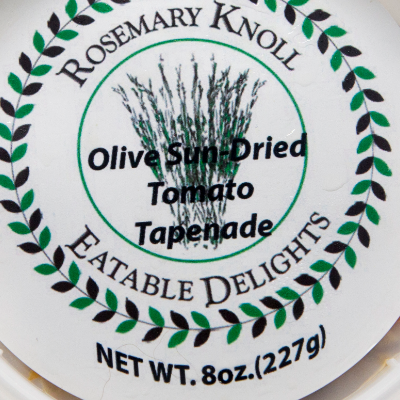 ROSEMARY KNOLL
Olive Sun-Dried
Tomato
Tapenade
EATABLE DELIGHTS
NET WT. 8oz.(227g)